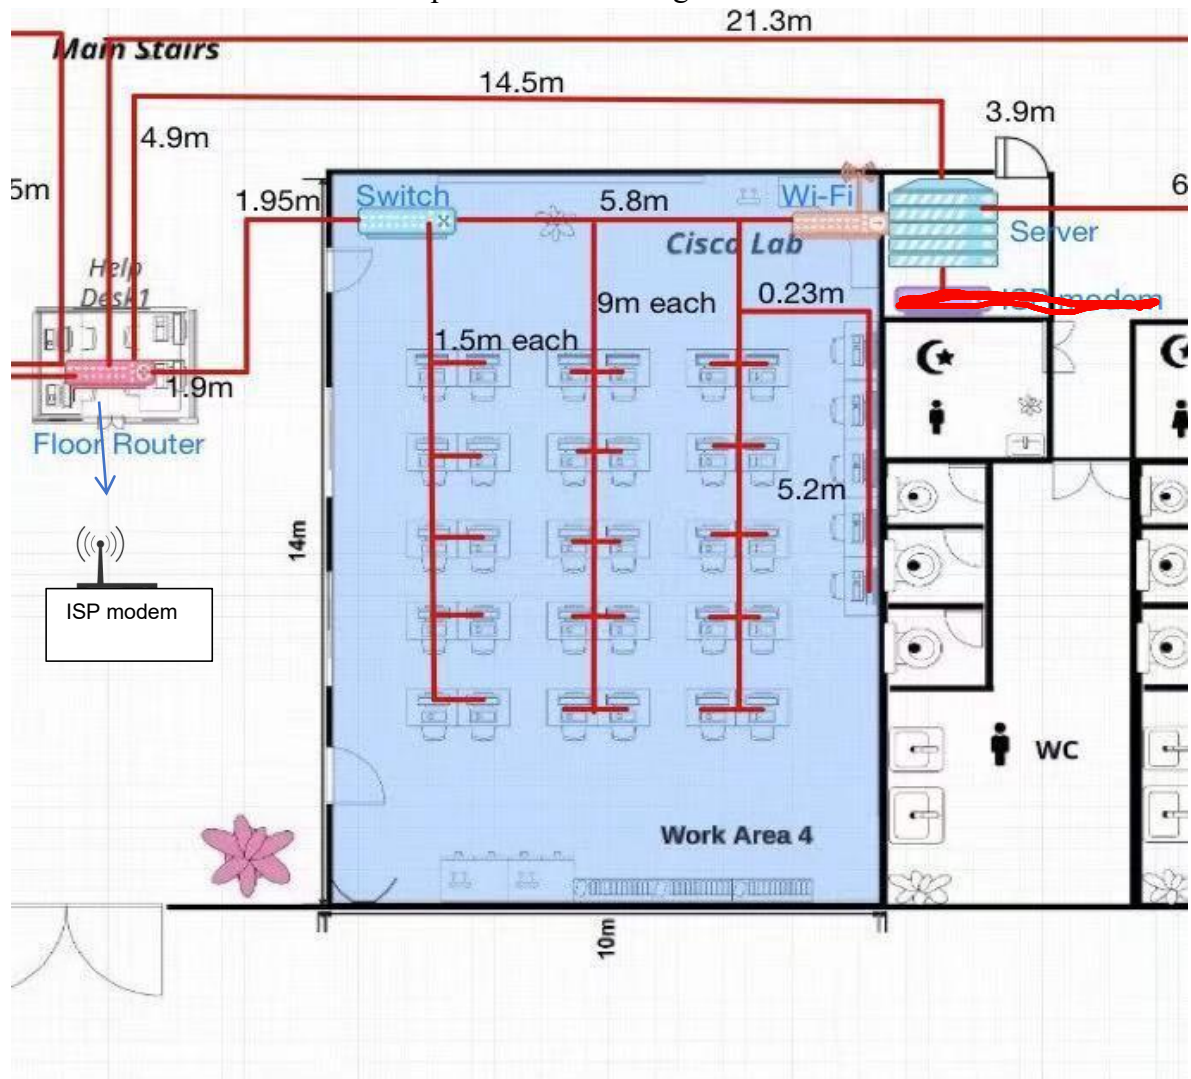 21.3m
Main Stairs
14.5m
3.9m
4.9m
5m
1.95m
Switch
5.8m
Wi-Fi
6
Server
Cisco Lab
Help
Desk1
0.23m
9m each
ISP modem
1.5m each
1.9m
Floor Router
5.2m
14m
ISP modem
WC
Work Area 4
10m